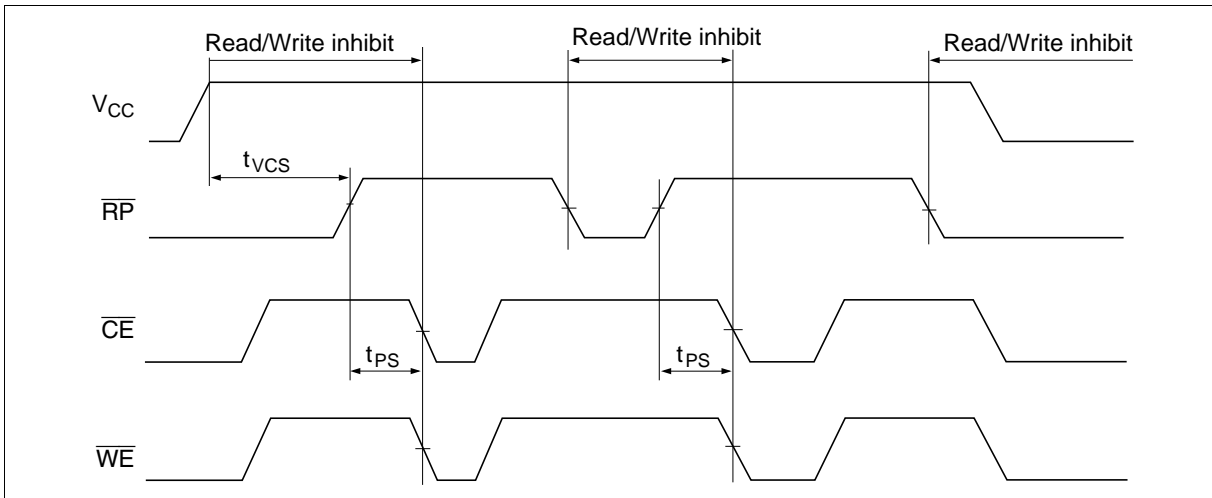 Read/Write inhibit
Read/Write inhibit
Read/Write inhibit
VCC
tVCS
RP
CE
tPS
tPS
WE